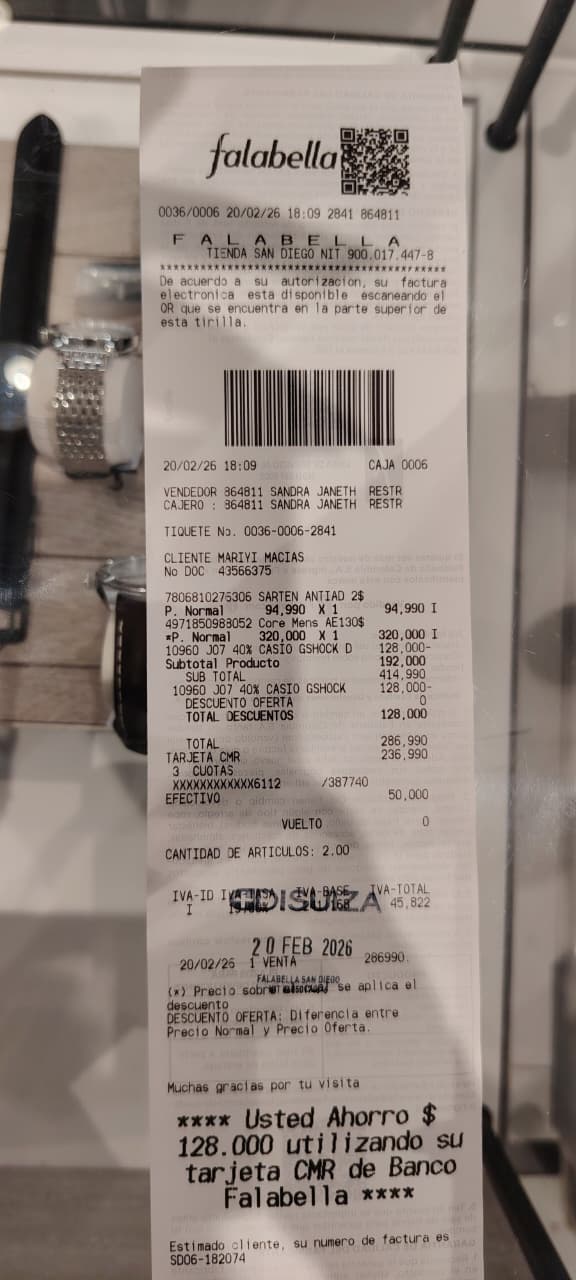 falabella
0036/0006 20/02/26 18:09 2841 864811
F A L A B E L L A
TIENDA SAN DIEGO NIT 900.017.447-8
********************************************
De acuerdo a su autorizacion, su factura
electronica esta disponible escaneando el
QR que se encuentra en la parte superior de
esta tirilla.
20/02/26 18:09 CAJA 0006
VENDEDOR 864811 SANDRA JANETH RESTR
CAJERO : 864811 SANDRA JANETH RESTR
TIQUETE No. 0036-0006-2841
CLIENTE MARIYI MACIAS
No DOC 43566375
7806810276306 SARTEN ANTIAD 2$
P. Normal 94,990 X 1 94,990 I
4971850988052 Core Mens AE130$
*P. Normal 320,000 X 1 320,000 I
10960 J07 40% CASIO GSHOCK D 128,000-
Subtotal Producto 192,000
SUB TOTAL 414,990
10960 J07 40% CASIO GSHOCK 128,000-
DESCUENTO OFERTA 0
TOTAL DESCUENTOS 128,000
TOTAL 286,990
TARJETA CMR 236,990
3 CUOTAS
XXXXXXXXXXXX6112 /387740
EFECTIVO 50,000
VUELTO 0
CANTIDAD DE ARTICULOS: 2.00
IVA-ID IVA-TASA IVA-BASE IVA-TOTAL
I 45,822
DISUIZA
20 FEB 2026
20/02/26 1 VENTA 286990.
FALABELLA SAN DIEGO
(*) Precio sobre se aplica el
descuento
DESCUENTO OFERTA: Diferencia entre
Precio Normal y Precio Oferta.
Muchas gracias por tu visita
**** Usted Ahorro $
128.000 utilizando su
tarjeta CMR de Banco
Falabella ****
Estimado cliente, su numero de factura es
SD06-182074